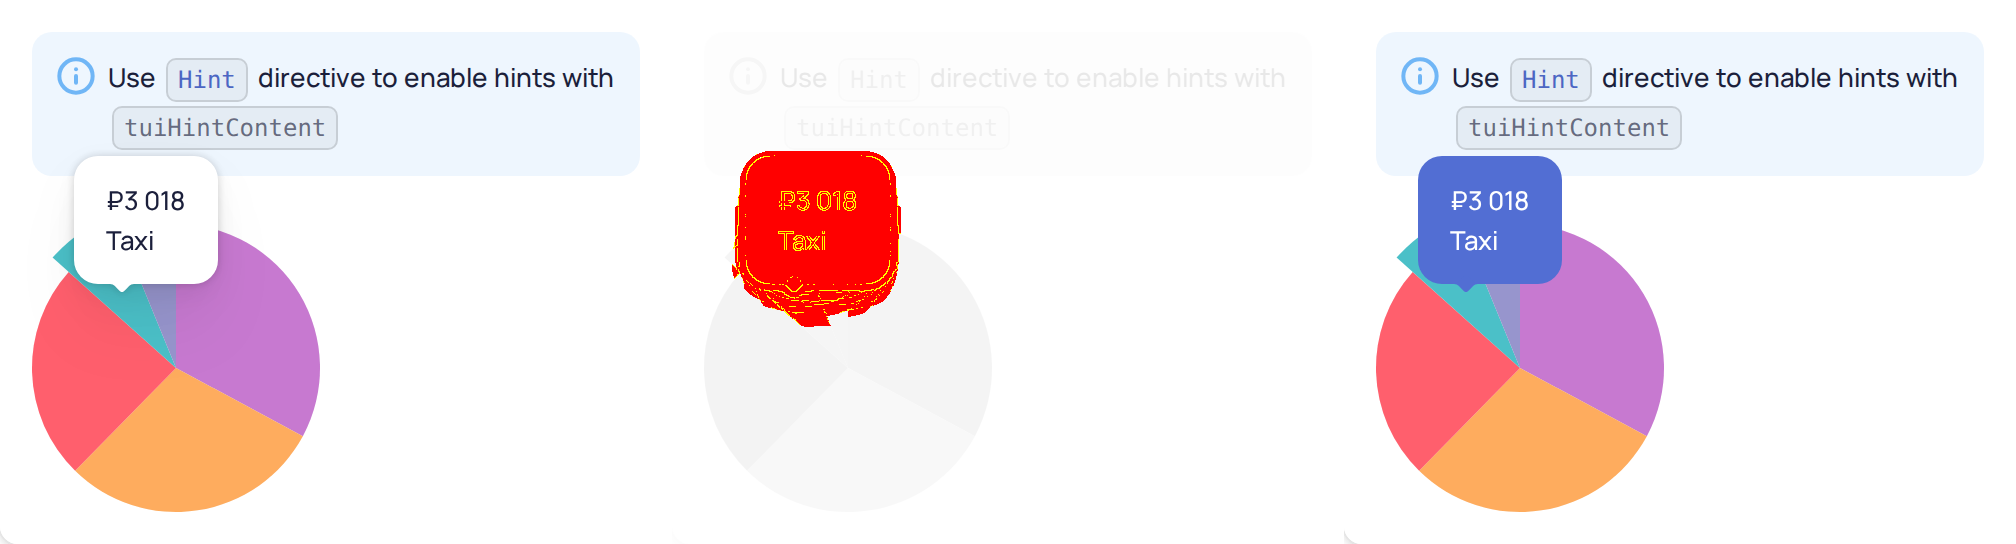 Use Hint directive to enable hints with
tuiHintContent
₽3 018
Taxi
Use Hint directive to enable hints with
tuiHintContent
₽3 018
Taxi
Use Hint directive to enable hints with
tuiHintContent
₽3 018
Taxi